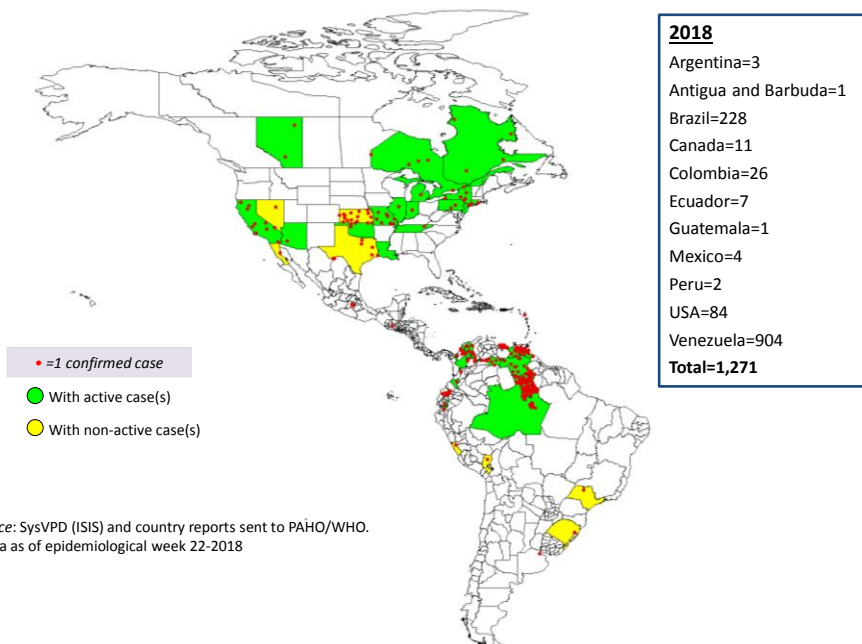 2018
Argentina=3
Antigua and Barbuda=1
Brazil=228
Canada=11
Colombia=26
Ecuador=7
Guatemala=1
Mexico=4
Peru=2
USA=84
Venezuela=904
Total=1,271
• =1 confirmed case
With active case(s)
With non-active case(s)
ce: SysVPD (ISIS) and country reports sent to PAHO/WHO.
a as of epidemiological week 22-2018